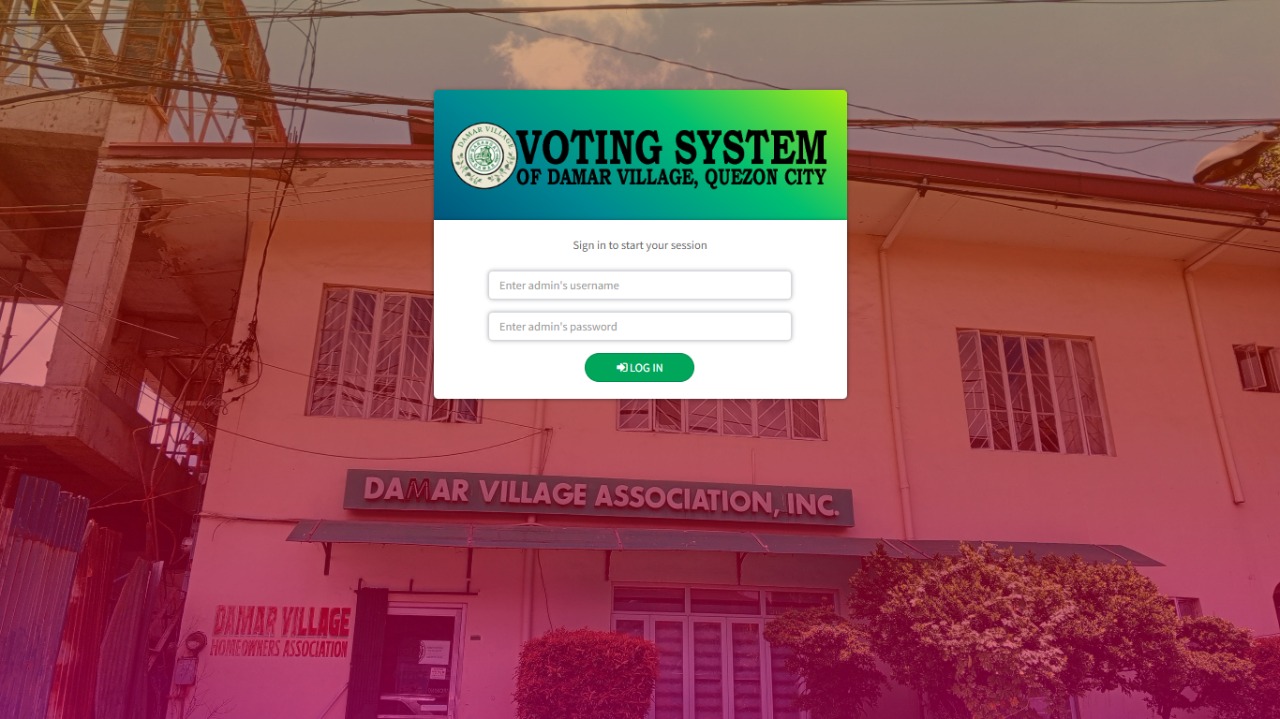 DAMAR VILLAGE
VOTING SYSTEM
OF DAMAR VILLAGE, QUEZON CITY
Sign in to start your session
Enter admin's username
Enter admin's password
LOG IN
DAMAR VILLAGE ASSOCIATION, INC.
DAMAR VILLAGE
HOMEOWNERS ASSOCIATION